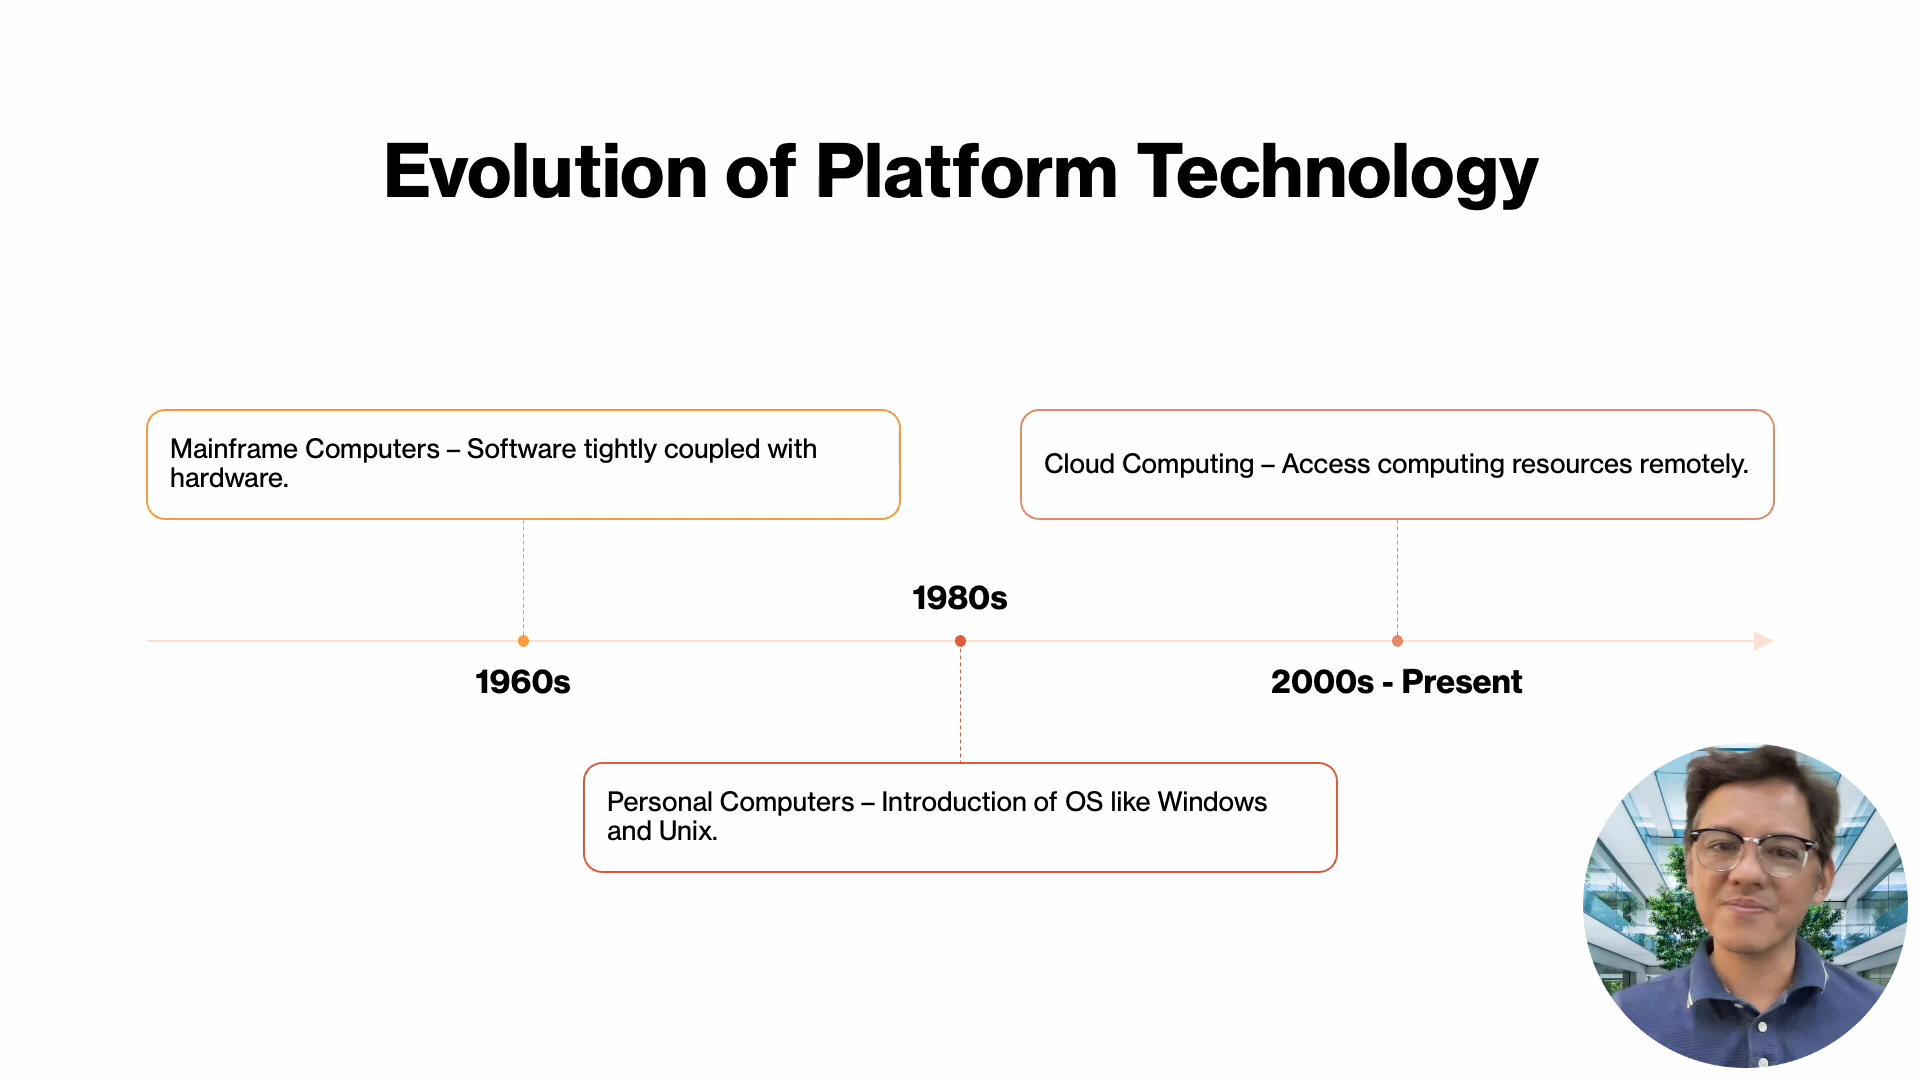 Evolution of Platform Technology
Mainframe Computers – Software tightly coupled with
hardware.
Cloud Computing – Access computing resources remotely.
1980s
1960s
2000s - Present
Personal Computers – Introduction of OS like Windows
and Unix.